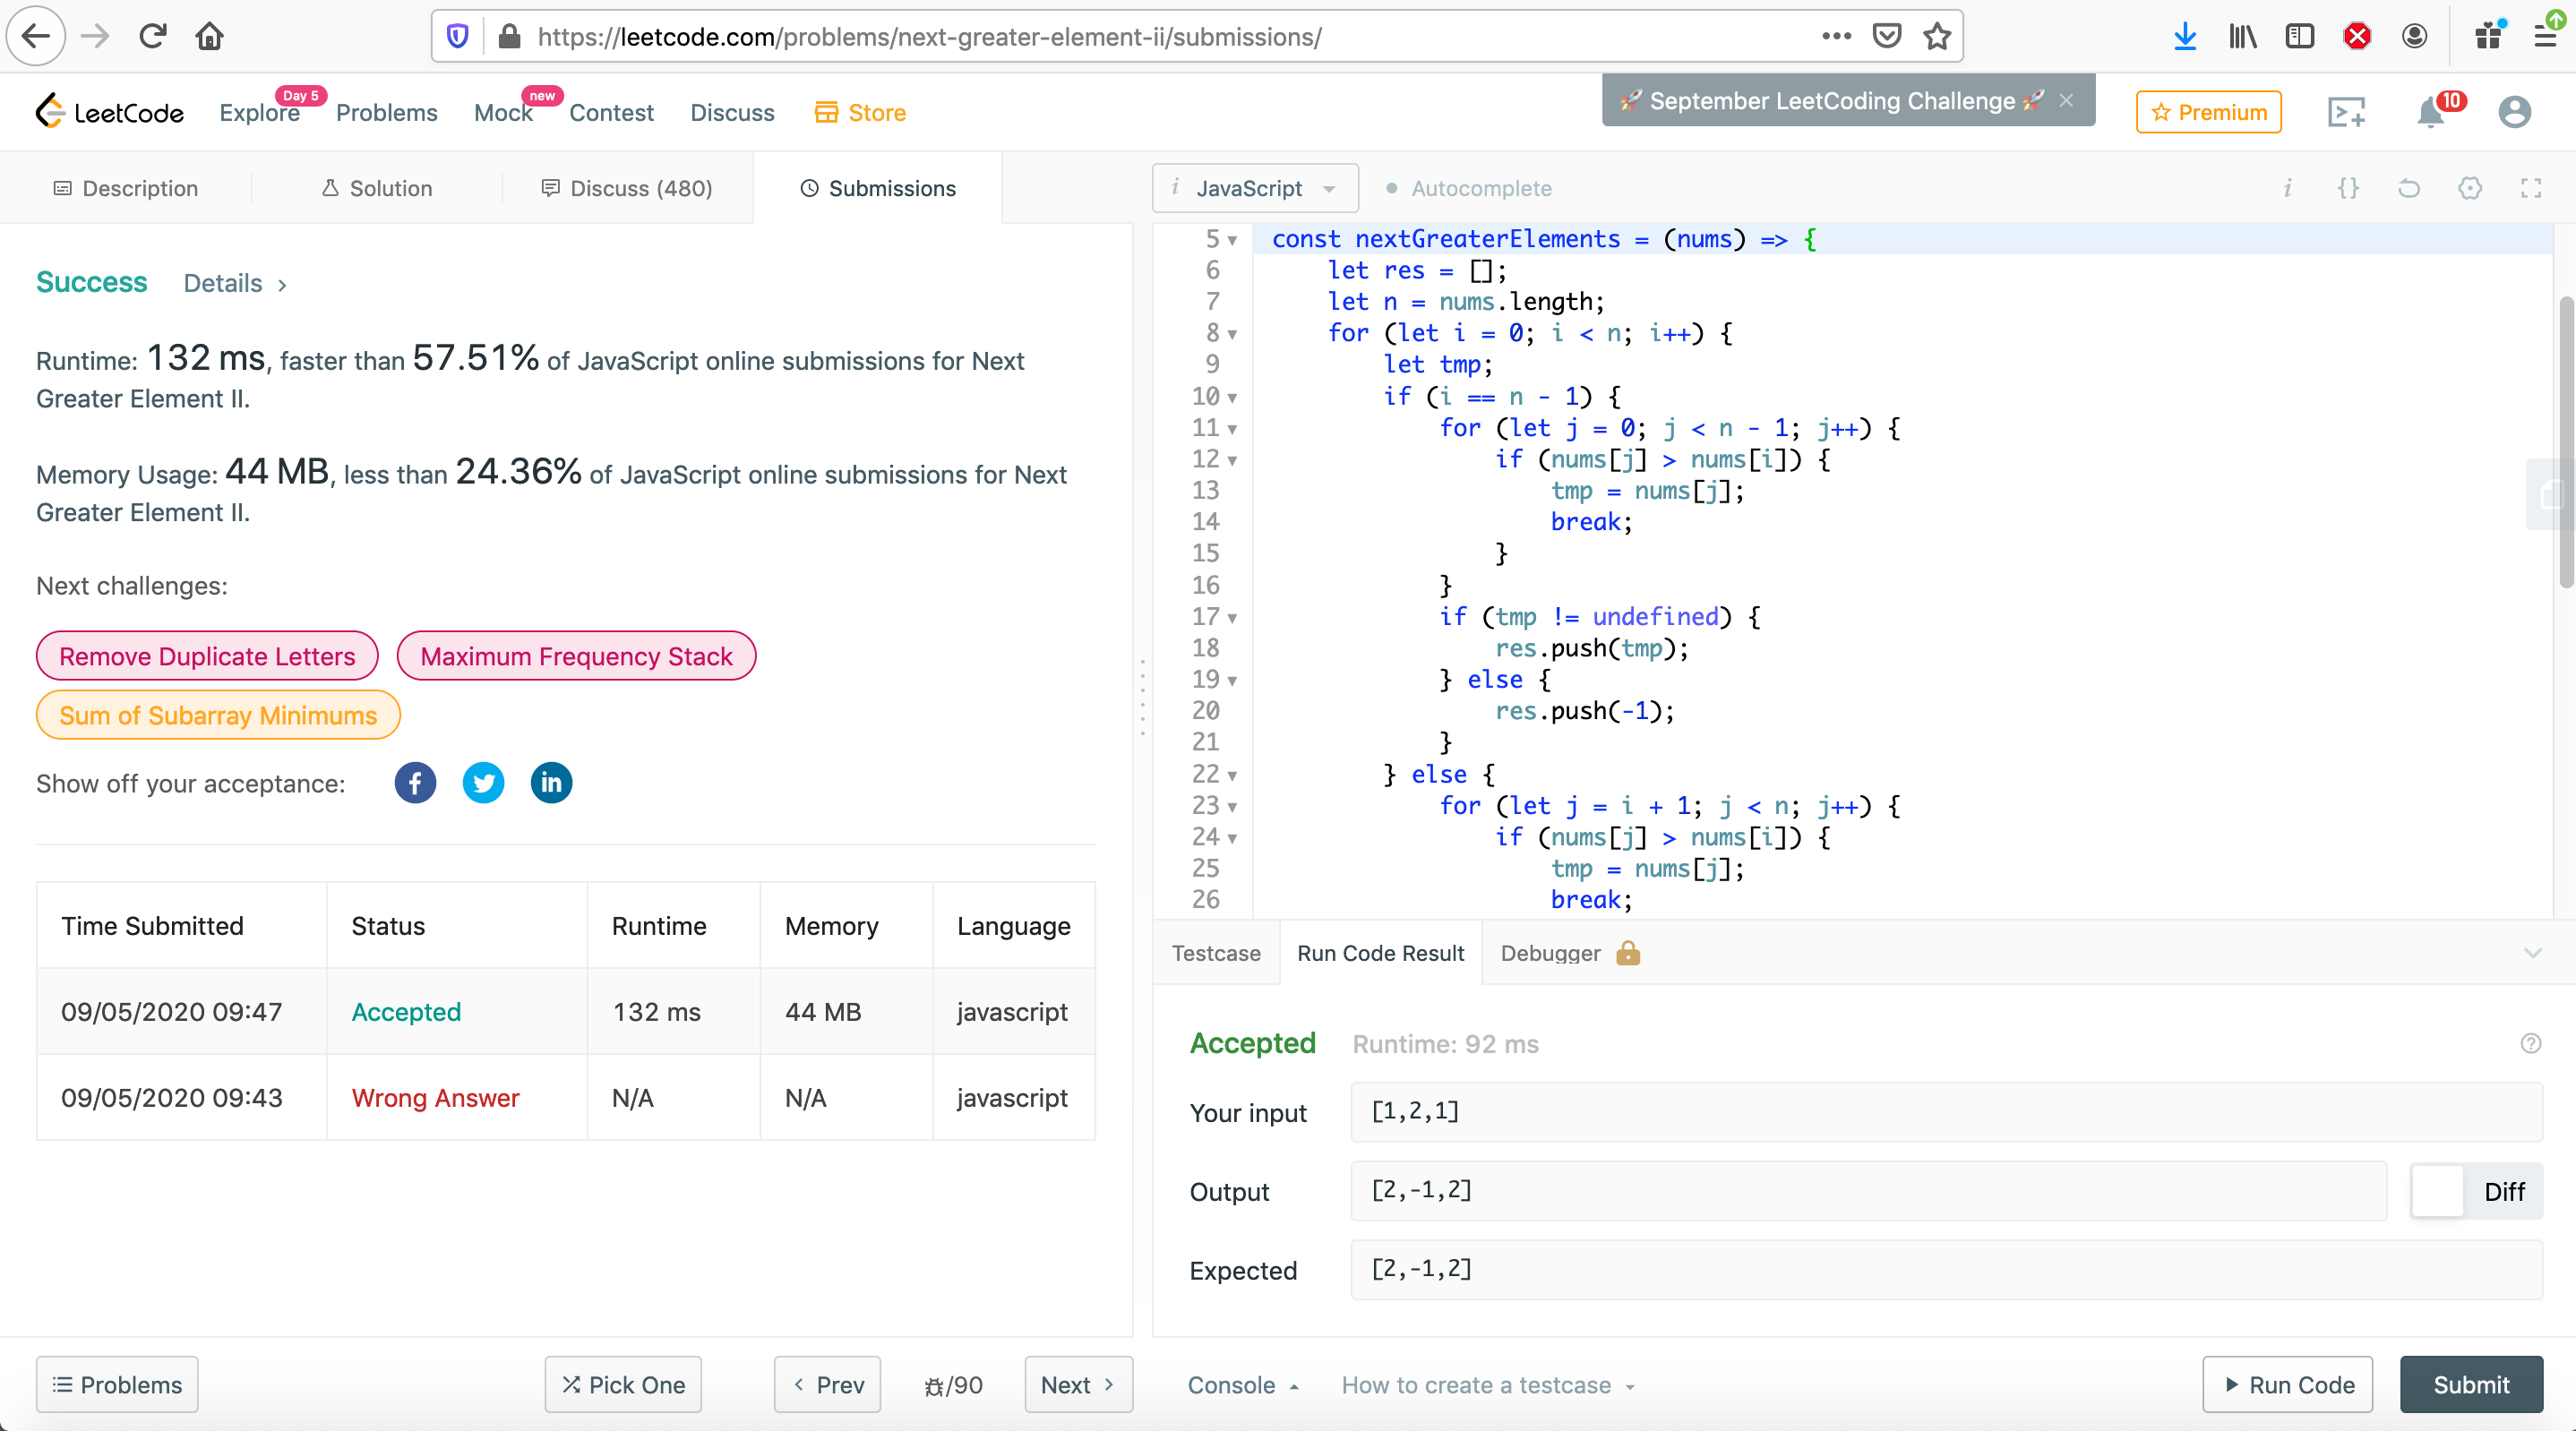 https://leetcode.com/problems/next-greater-element-ii/submissions/
LeetCode Explore Day 5 Problems Mock new Contest Discuss Store 🚀 September LeetCoding Challenge 🚀 × Premium 10
Description Solution Discuss (480) Submissions
i JavaScript Autocomplete i {}
Success Details >
Runtime: 132 ms, faster than 57.51% of JavaScript online submissions for Next
Greater Element II.
Memory Usage: 44 MB, less than 24.36% of JavaScript online submissions for Next
Greater Element II.
Next challenges:
Remove Duplicate Letters Maximum Frequency Stack
Sum of Subarray Minimums
Show off your acceptance: f in
Time Submitted Status Runtime Memory Language
09/05/2020 09:47 Accepted 132 ms 44 MB javascript
09/05/2020 09:43 Wrong Answer N/A N/A javascript
5 const nextGreaterElements = (nums) => {
6 let res = [];
7 let n = nums.length;
8 for (let i = 0; i < n; i++) {
9 let tmp;
10 if (i == n - 1) {
11 for (let j = 0; j < n - 1; j++) {
12 if (nums[j] > nums[i]) {
13 tmp = nums[j];
14 break;
15 }
16 }
17 if (tmp != undefined) {
18 res.push(tmp);
19 } else {
20 res.push(-1);
21 }
22 } else {
23 for (let j = i + 1; j < n; j++) {
24 if (nums[j] > nums[i]) {
25 tmp = nums[j];
26 break;
Testcase Run Code Result Debugger
Accepted Runtime: 92 ms
Your input [1,2,1]
Output [2,-1,2] Diff
Expected [2,-1,2]
Problems Pick One < Prev /90 Next > Console How to create a testcase Run Code Submit